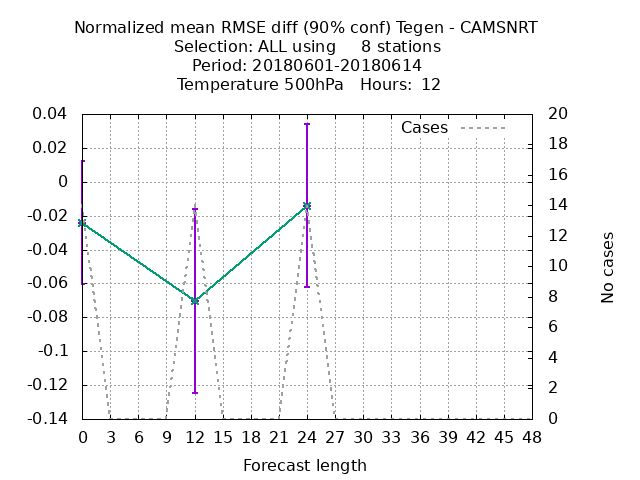 Normalized mean RMSE diff (90% conf) Tegen - CAMSNRT
Selection: ALL using     8 stations
Period: 20180601-20180614
Temperature 500hPa   Hours:  12
Cases
0.04
0.02
0
-0.02
-0.04
-0.06
-0.08
-0.1
-0.12
-0.14
20
18
16
14
12
10
8
6
4
2
0
No cases
0 3 6 9 12 15 18 21 24 27 30 33 36 39 42 45 48
Forecast length